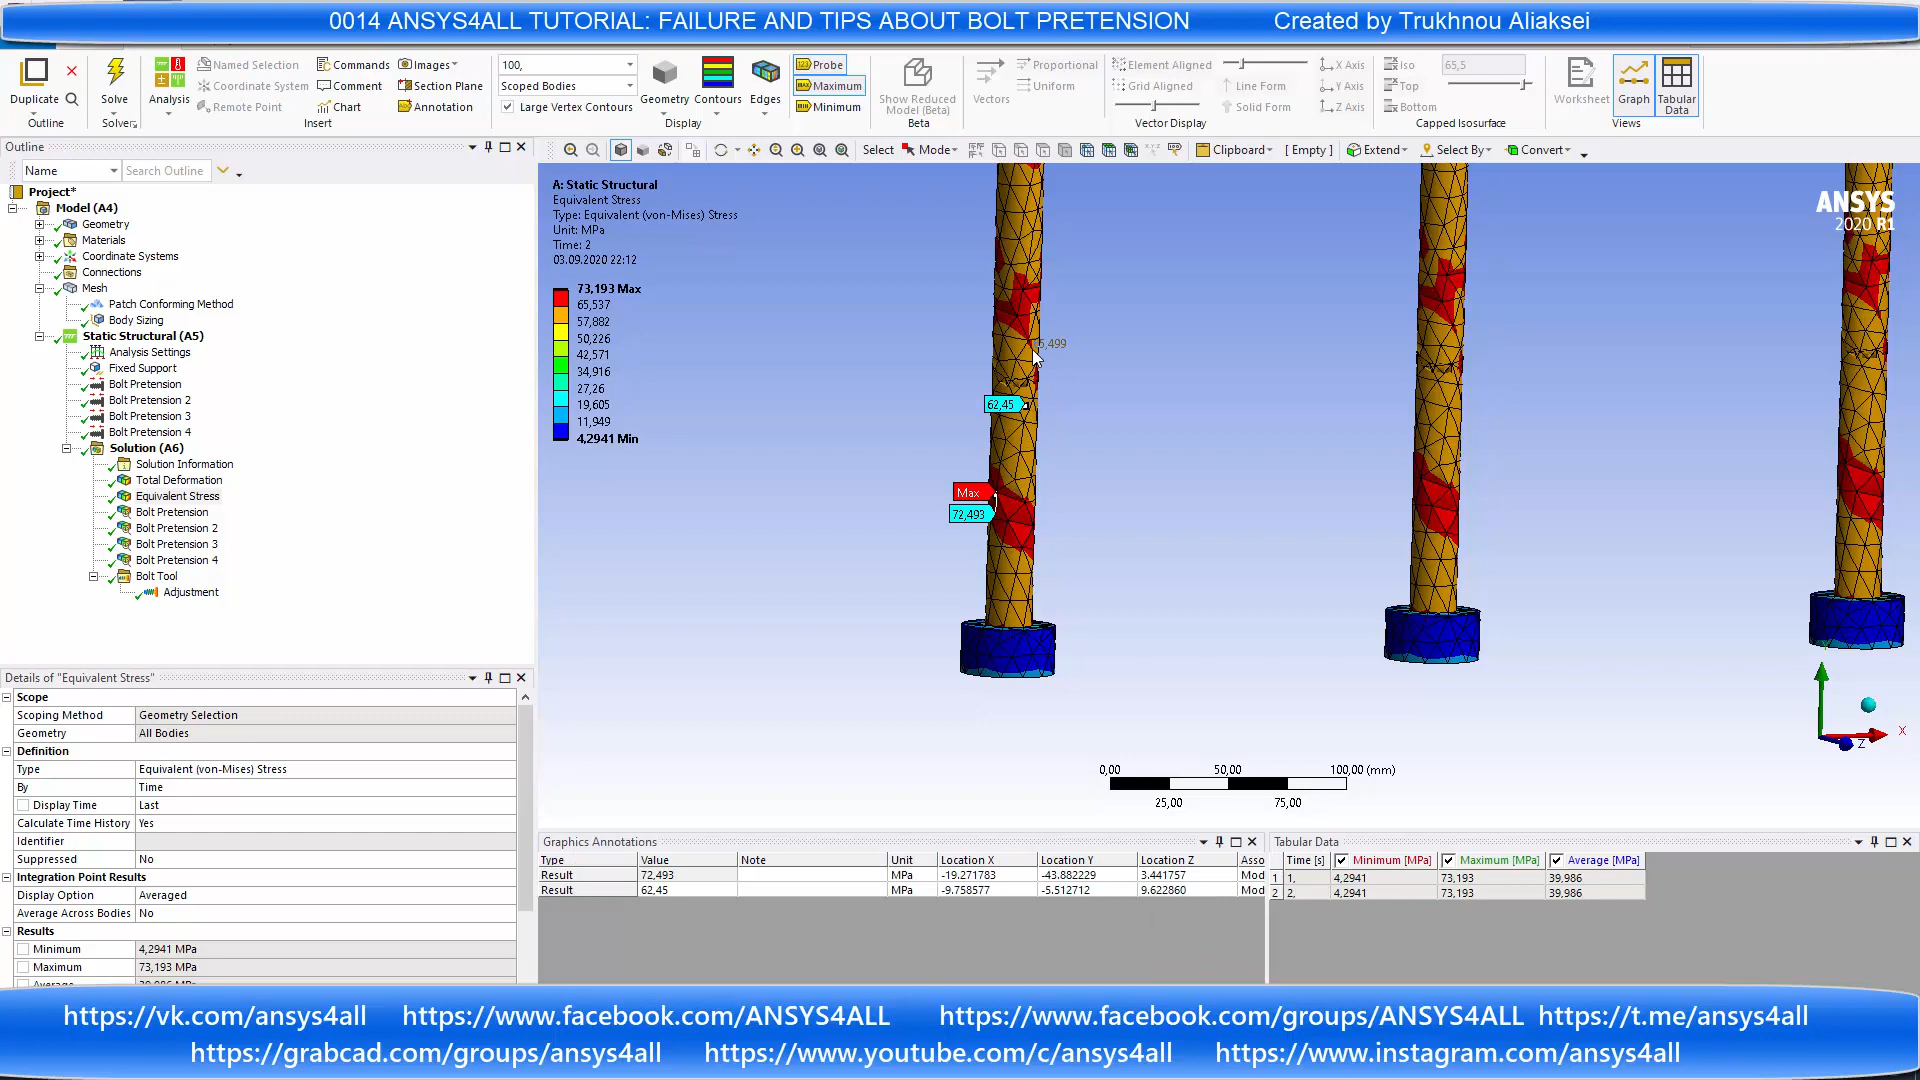 0014 ANSYS4ALL TUTORIAL: FAILURE AND TIPS ABOUT BOLT PRETENSION Created by Trukhnou Aliaksei
Duplicate
Outline
Solve
Solver
Analysis
Named Selection
Coordinate System
Remote Point
Commands
Comment
Chart
Images
Section Plane
Annotation
Insert
100,
Scoped Bodies
Large Vertex Contours
Geometry
Contours
Edges
Display
Probe
Maximum
Minimum
Show Reduced
Model (Beta)
Beta
Vectors
Proportional
Uniform
Element Aligned
Grid Aligned
Line Form
Solid Form
X Axis
Y Axis
Z Axis
Vector Display
Iso
Top
Bottom
65,5
Capped Isosurface
Worksheet
Graph
Tabular
Data
Views
Outline
Name
Search Outline
Select
Mode
Clipboard
[ Empty ]
Extend
Select By
Convert
Project*
Model (A4)
Geometry
Materials
Coordinate Systems
Connections
Mesh
Patch Conforming Method
Body Sizing
Static Structural (A5)
Analysis Settings
Fixed Support
Bolt Pretension
Bolt Pretension 2
Bolt Pretension 3
Bolt Pretension 4
Solution (A6)
Solution Information
Total Deformation
Equivalent Stress
Bolt Pretension
Bolt Pretension 2
Bolt Pretension 3
Bolt Pretension 4
Bolt Tool
Adjustment
A: Static Structural
Equivalent Stress
Type: Equivalent (von-Mises) Stress
Unit: MPa
Time: 2
03.09.2020 22:12
73,193 Max
65,537
57,882
50,226
42,571
34,916
27,26
19,605
11,949
4,2941 Min
5,499
62,45
Max
72,493
ANSYS
2020 R1
X
Z
0,00 50,00 100,00 (mm)
25,00 75,00
Details of "Equivalent Stress"
Scope
Scoping Method Geometry Selection
Geometry All Bodies
Definition
Type Equivalent (von-Mises) Stress
By Time
Display Time Last
Calculate Time History Yes
Identifier
Suppressed No
Integration Point Results
Display Option Averaged
Average Across Bodies No
Results
Minimum 4,2941 MPa
Maximum 73,193 MPa
Average 39,986 MPa
Graphics Annotations
Type Value Note Unit Location X Location Y Location Z Asso
Result 72,493 MPa -19.271783 -43.882229 3.441757 Mod
Result 62,45 MPa -9.758577 -5.512712 9.622860 Mod
Tabular Data
Time [s] Minimum [MPa] Maximum [MPa] Average [MPa]
1 1, 4,2941 73,193 39,986
2 2, 4,2941 73,193 39,986
https://vk.com/ansys4all https://www.facebook.com/ANSYS4ALL https://www.facebook.com/groups/ANSYS4ALL https://t.me/ansys4all
https://grabcad.com/groups/ansys4all https://www.youtube.com/c/ansys4all https://www.instagram.com/ansys4all